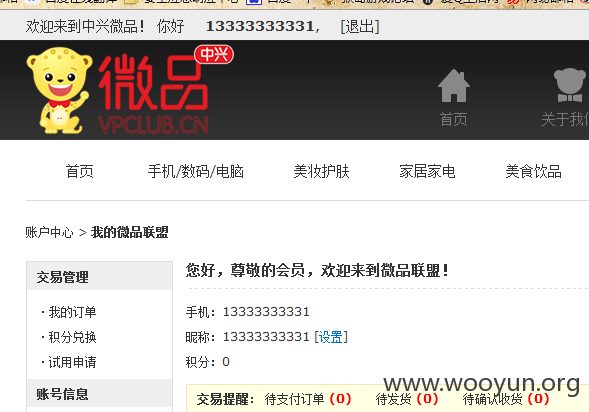 欢迎来到中兴微品! 你好 13333333331, [退出]
中兴
微品
VPCLUB.CN
首页
关于我们
首页 手机/数码/电脑 美妆护肤 家居家电 美食饮品
账户中心 > 我的微品联盟
交易管理
· 我的订单
· 积分兑换
· 试用申请
账号信息
您好，尊敬的会员，欢迎来到微品联盟！
手机: 13333333331
昵称: 13333333331 [设置]
积分: 0
交易提醒: 待支付订单 (0) 待发货 (0) 待确认收货 (0)
www.wooyun.org